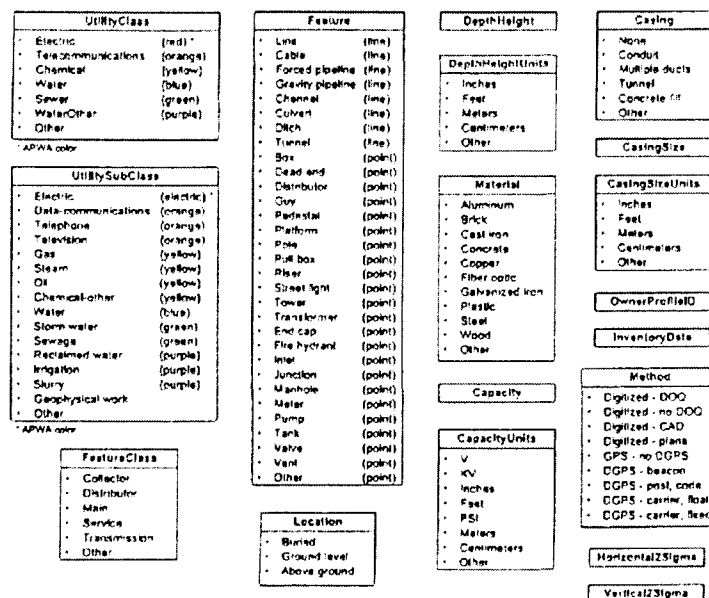 UtilityClass
Electric (red) *
Telecommunications (orange)
Chemical (yellow)
Water (blue)
Sewer (green)
WaterOther (purple)
Other
* APWA color
UtilitySubClass
Electric (electric) *
Data-communications (orange)
Telephone (orange)
Television (orange)
Gas (yellow)
Steam (yellow)
Oil (yellow)
Chemical-other (yellow)
Water (blue)
Storm water (green)
Sewage (green)
Reclaimed water (purple)
Irrigation (purple)
Slurry (purple)
Geophysical work
Other
* APWA color
FeatureClass
Collector
Distributor
Main
Service
Transmission
Other
Feature
Line (line)
Cable (line)
Forced pipeline (line)
Gravity pipeline (line)
Channel (line)
Culvert (line)
Ditch (line)
Tunnel (line)
Box (point)
Dead end (point)
Distributor (point)
Guy (point)
Pedestal (point)
Platform (point)
Pole (point)
Pull box (point)
Riser (point)
Street light (point)
Tower (point)
Transformer (point)
End cap (point)
Fire hydrant (point)
Inlet (point)
Junction (point)
Manhole (point)
Meter (point)
Pump (point)
Tank (point)
Valve (point)
Vent (point)
Other (point)
Location
Buried
Ground level
Above ground
DepthHeight
DepthHeightUnits
Inches
Feet
Meters
Centimeters
Other
Material
Aluminum
Brick
Cast iron
Concrete
Copper
Fiber optic
Galvanized iron
Plastic
Steel
Wood
Other
Capacity
CapacityUnits
V
KV
Inches
Feet
PSI
Meters
Centimeters
Other
Casing
None
Conduit
Multiple ducts
Tunnel
Concrete fill
Other
CasingSize
CasingSizeUnits
Inches
Feet
Meters
Centimeters
Other
OwnerProfileID
InventoryDate
Method
Digitized - DOQ
Digitized - no DOQ
Digitized - CAD
Digitized - plans
GPS - no DGPS
DGPS - beacon
DGPS - post, code
DGPS - carrier, float
DGPS - carrier, fixed
Horizontal2Sigma
Vertical2Sigma